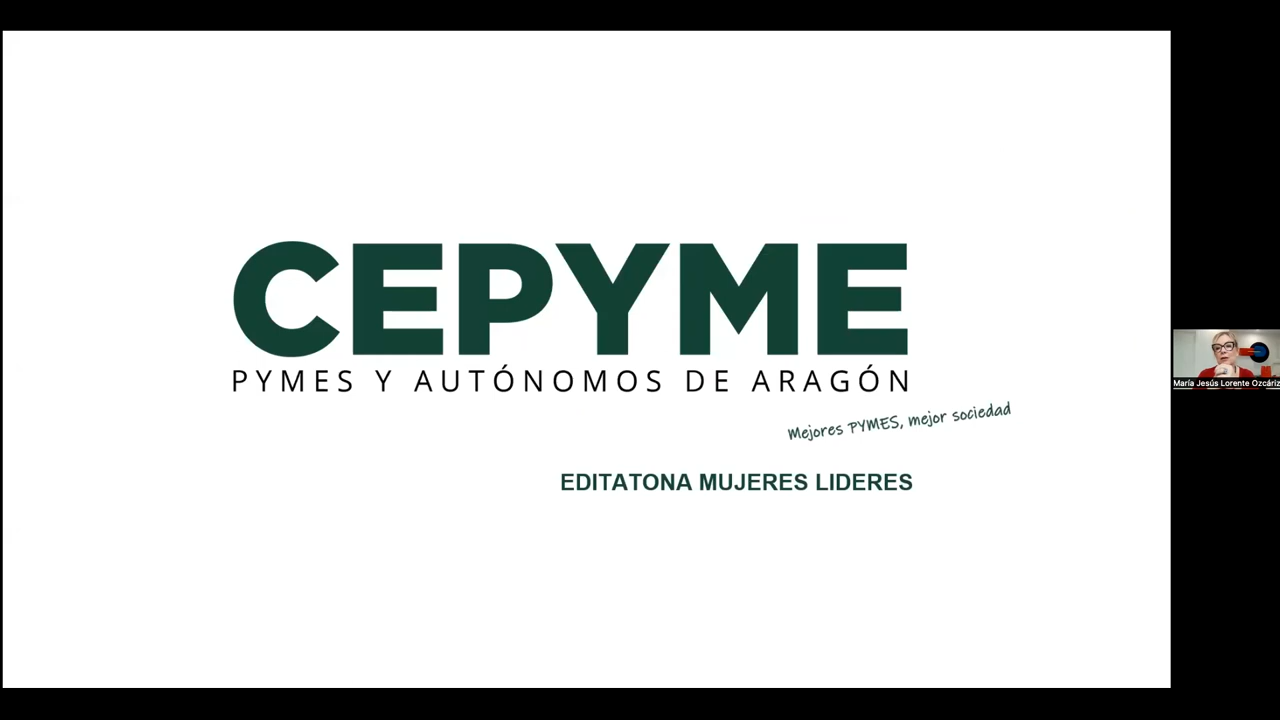 CEPYME
PYMES Y AUTÓNOMOS DE ARAGÓN
Mejores PYMES, mejor sociedad
EDITATONA MUJERES LIDERES
María Jesús Lorente Ozcáriz